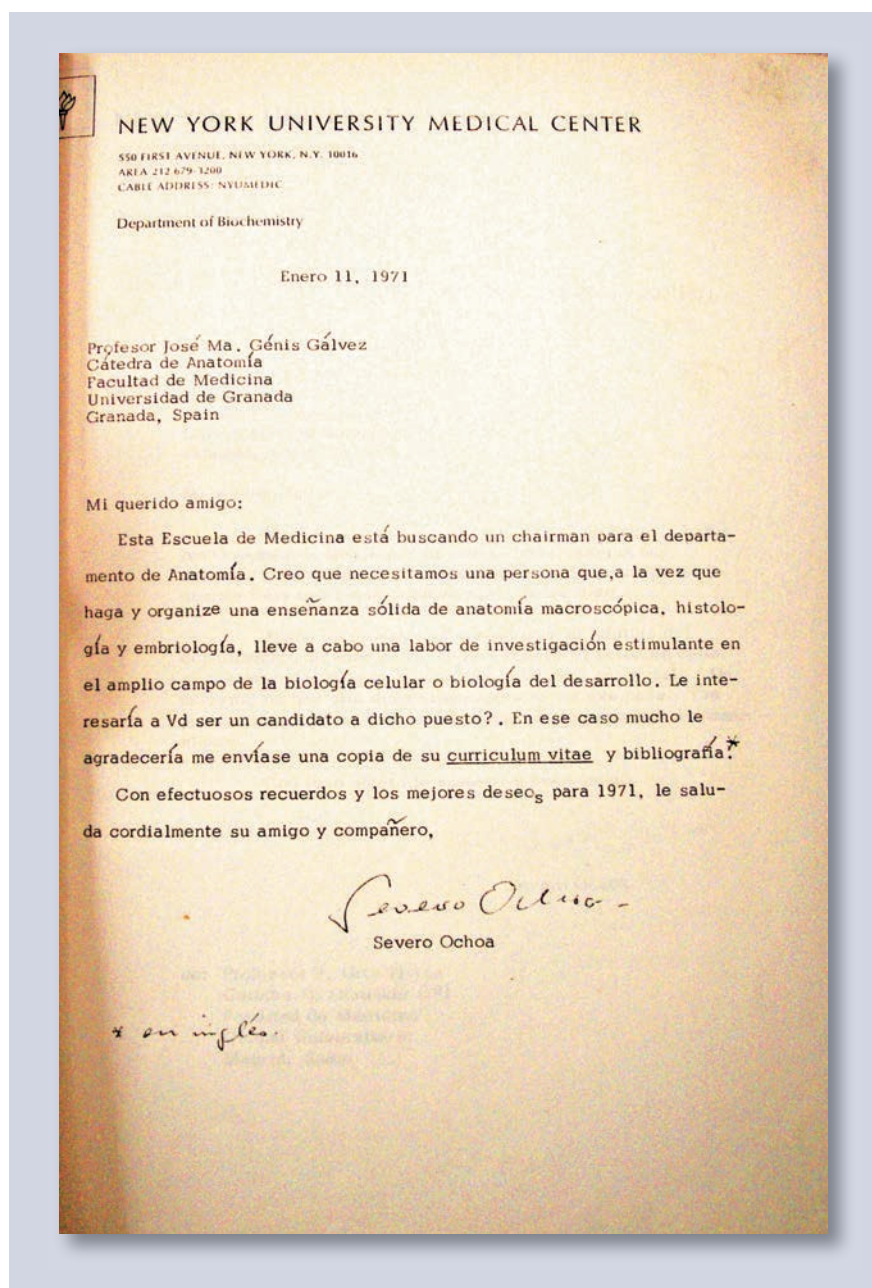 NEW YORK UNIVERSITY MEDICAL CENTER
550 FIRST AVENUE, NEW YORK, N.Y. 10016
AREA 212 679-3200
CABLE ADDRESS: NYUMEDIC
Department of Biochemistry
Enero 11, 1971
Profesor José Ma. Génis Gálvez
Cátedra de Anatomía
Facultad de Medicina
Universidad de Granada
Granada, Spain
Mi querido amigo:
Esta Escuela de Medicina está buscando un chairman para el departa-
mento de Anatomía. Creo que necesitamos una persona que,a la vez que
haga y organize una enseñanza sólida de anatomía macroscópica, histolo-
gía y embriología, lleve a cabo una labor de investigación estimulante en
el amplio campo de la biología celular o biología del desarrollo. Le inte-
resaría a Vd ser un candidato a dicho puesto?. En ese caso mucho le
agradecería me envíase una copia de su curriculum vitae y bibliografía.*
Con efectuosos recuerdos y los mejores deseos para 1971, le salu-
da cordialmente su amigo y compañero,
Severo Ochoa
Severo Ochoa
* en inglés.